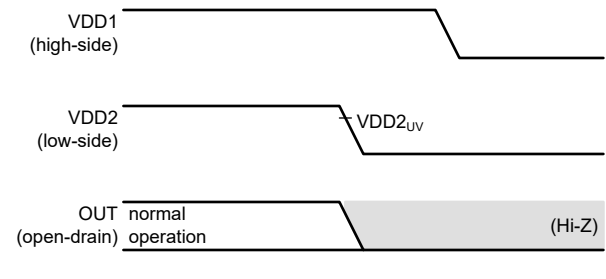 VDD1
(high-side)
VDD2
(low-side)
VDD2UV
OUT
(open-drain)
normal
operation
(Hi-Z)